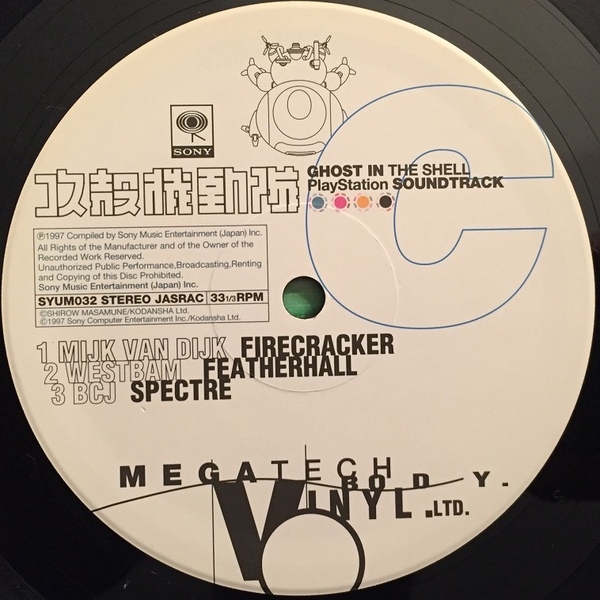 SONY
攻殻機動隊
GHOST IN THE SHELL
PlayStation SOUNDTRACK
C
℗1997 Compiled by Sony Music Entertainment (Japan) Inc.
All Rights of the Manufacturer and of the Owner of the
Recorded Work Reserved.
Unauthorized Public Performance,Broadcasting,Renting
and Copying of this Disc Prohibited.
Sony Music Entertainment (Japan) Inc.
SYUM032 STEREO JASRAC 33 1/3 RPM
©SHIROW MASAMUNE/KODANSHA Ltd.
©1997 Sony Computer Entertainment Inc./Kodansha Ltd.
1 MIJK VAN DIJK FIRECRACKER
2 WESTBAM FEATHERHALL
3 BCJ SPECTRE
MEGATECH
BODY.
VINYL.LTD.